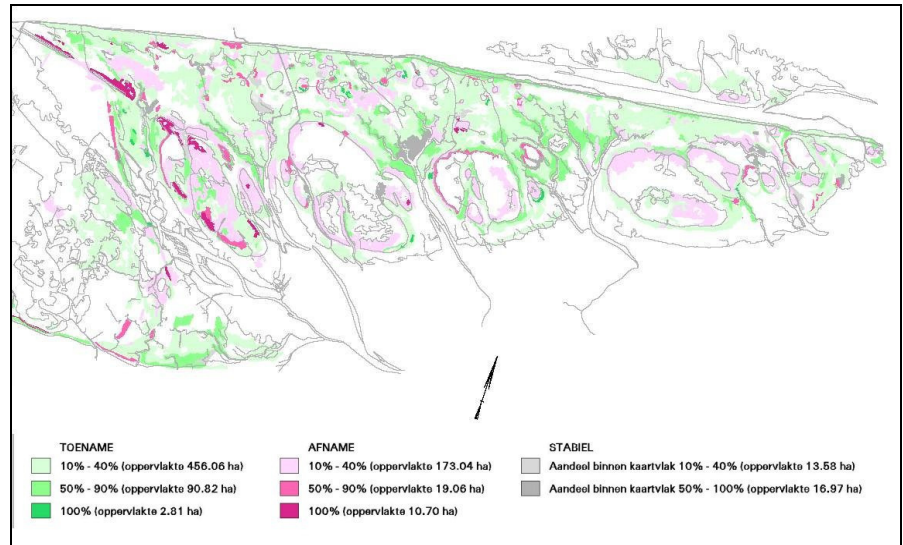 TOENAME
10% - 40% (oppervlakte 456.06 ha)
50% - 90% (oppervlakte 90.82 ha)
100% (oppervlakte 2.81 ha)
AFNAME
10% - 40% (oppervlakte 173.04 ha)
50% - 90% (oppervlakte 19.06 ha)
100% (oppervlakte 10.70 ha)
STABIEL
Aandeel binnen kaartvlak 10% - 40% (oppervlakte 13.58 ha)
Aandeel binnen kaartvlak 50% - 100% (oppervlakte 16.97 ha)